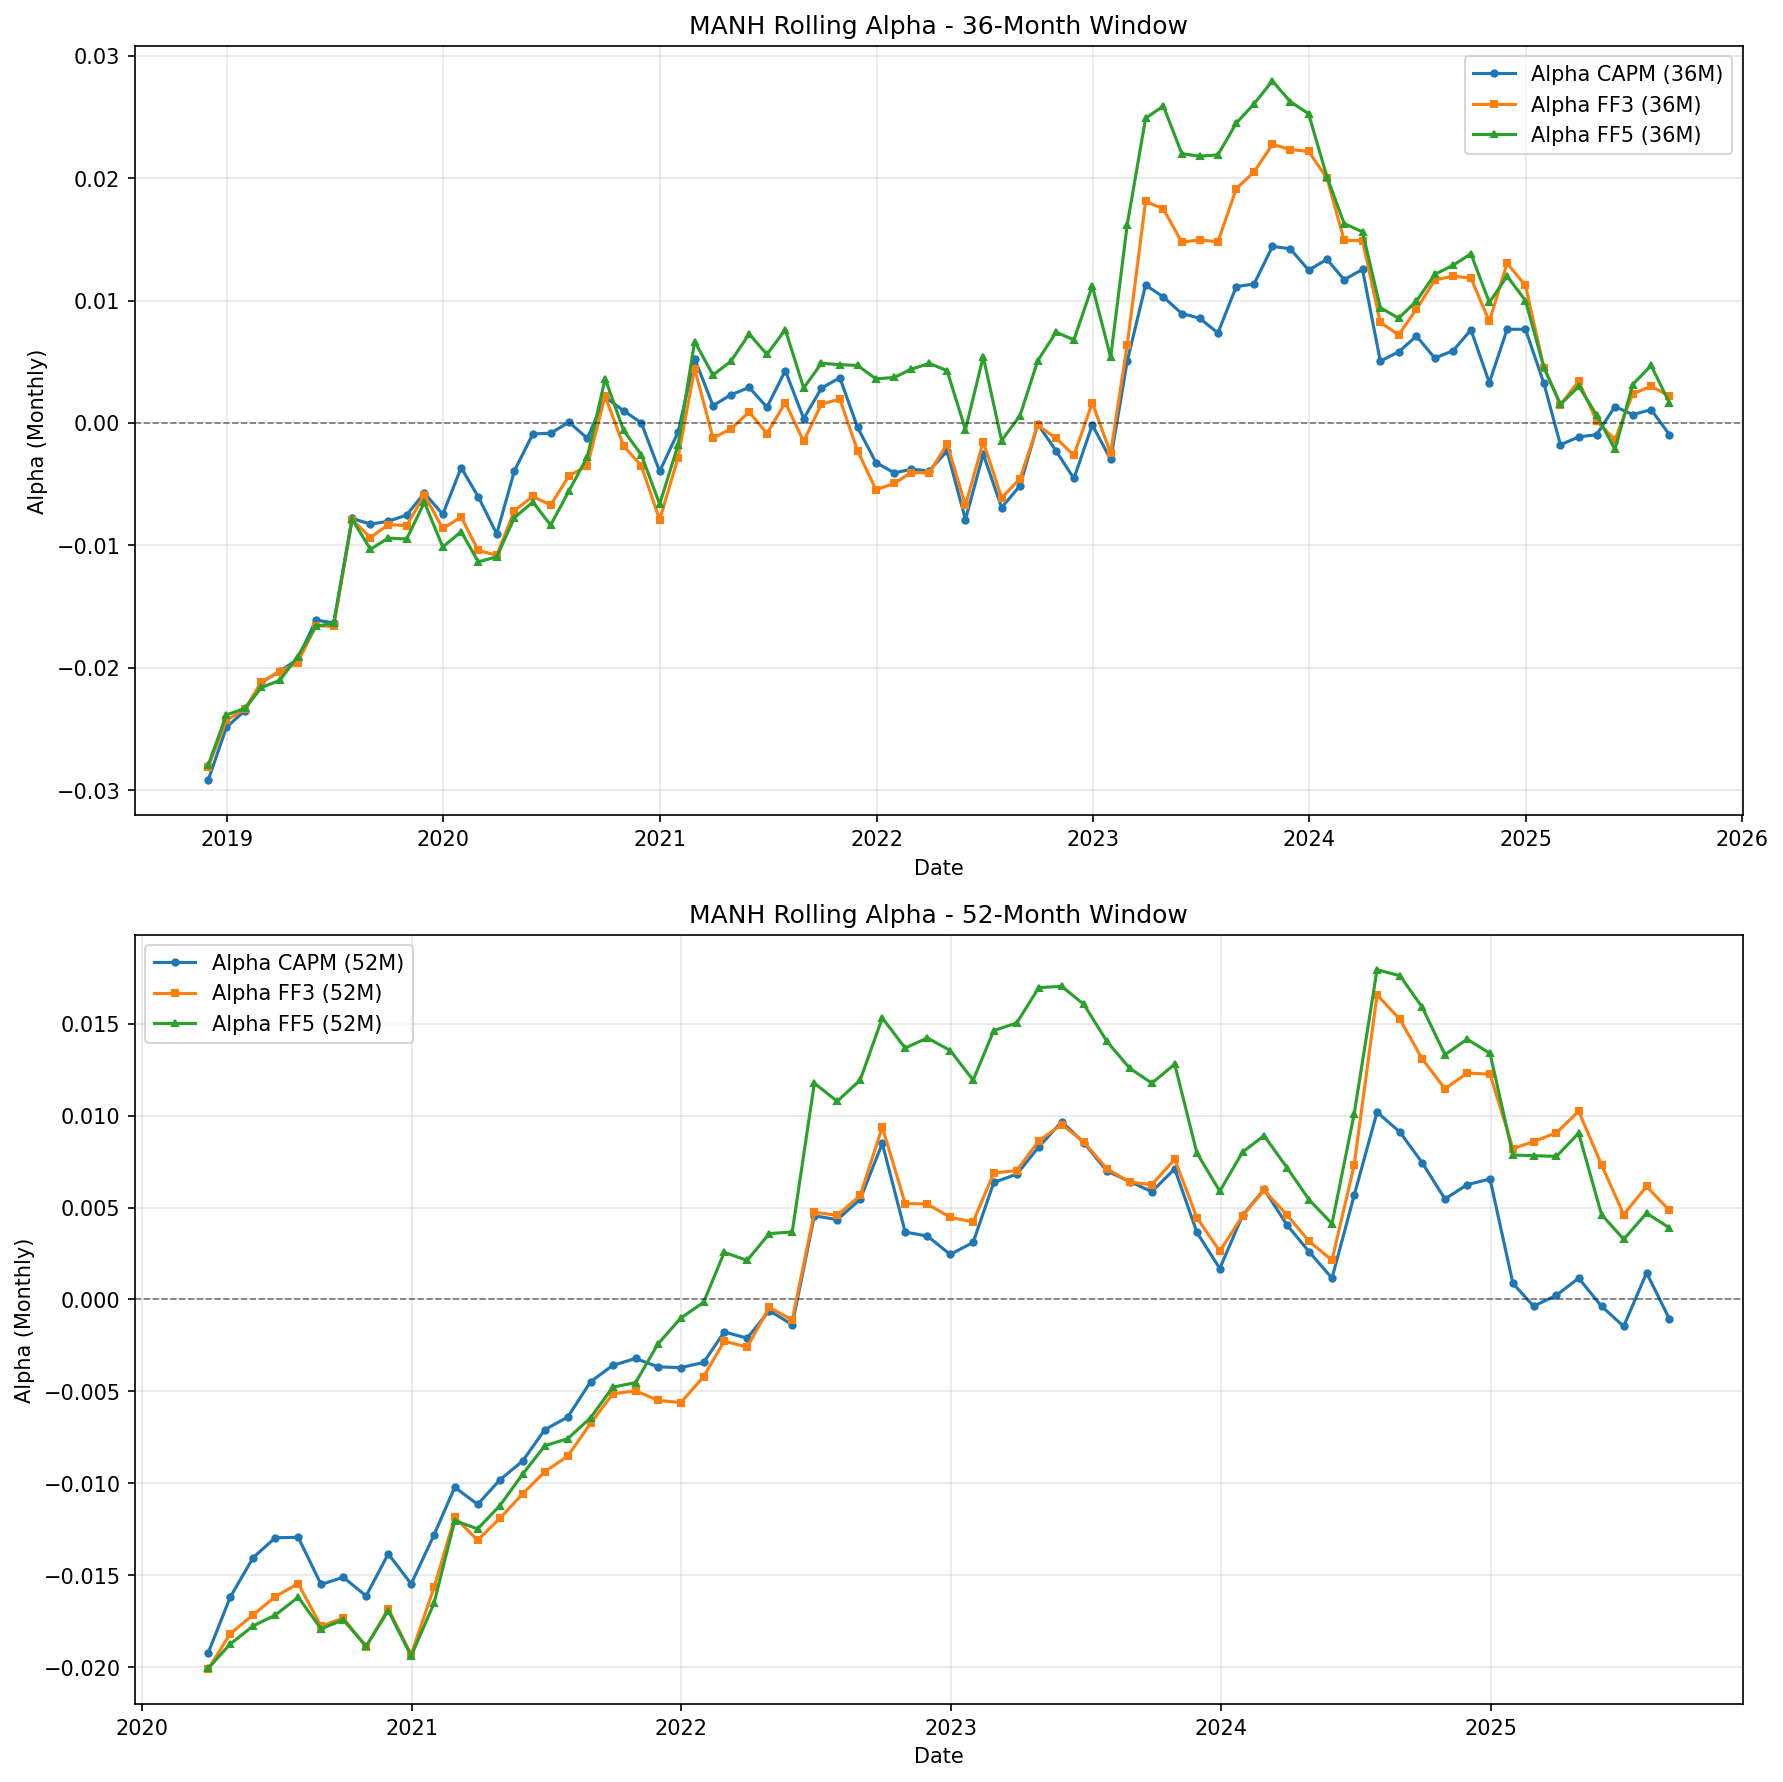 MANH Rolling Alpha - 36-Month Window
Alpha CAPM (36M)
Alpha FF3 (36M)
Alpha FF5 (36M)
Alpha (Monthly)
0.03
0.02
0.01
0.00
−0.01
−0.02
−0.03
2019 2020 2021 2022 2023 2024 2025 2026
Date
MANH Rolling Alpha - 52-Month Window
Alpha CAPM (52M)
Alpha FF3 (52M)
Alpha FF5 (52M)
Alpha (Monthly)
0.015
0.010
0.005
0.000
−0.005
−0.010
−0.015
−0.020
2020 2021 2022 2023 2024 2025
Date